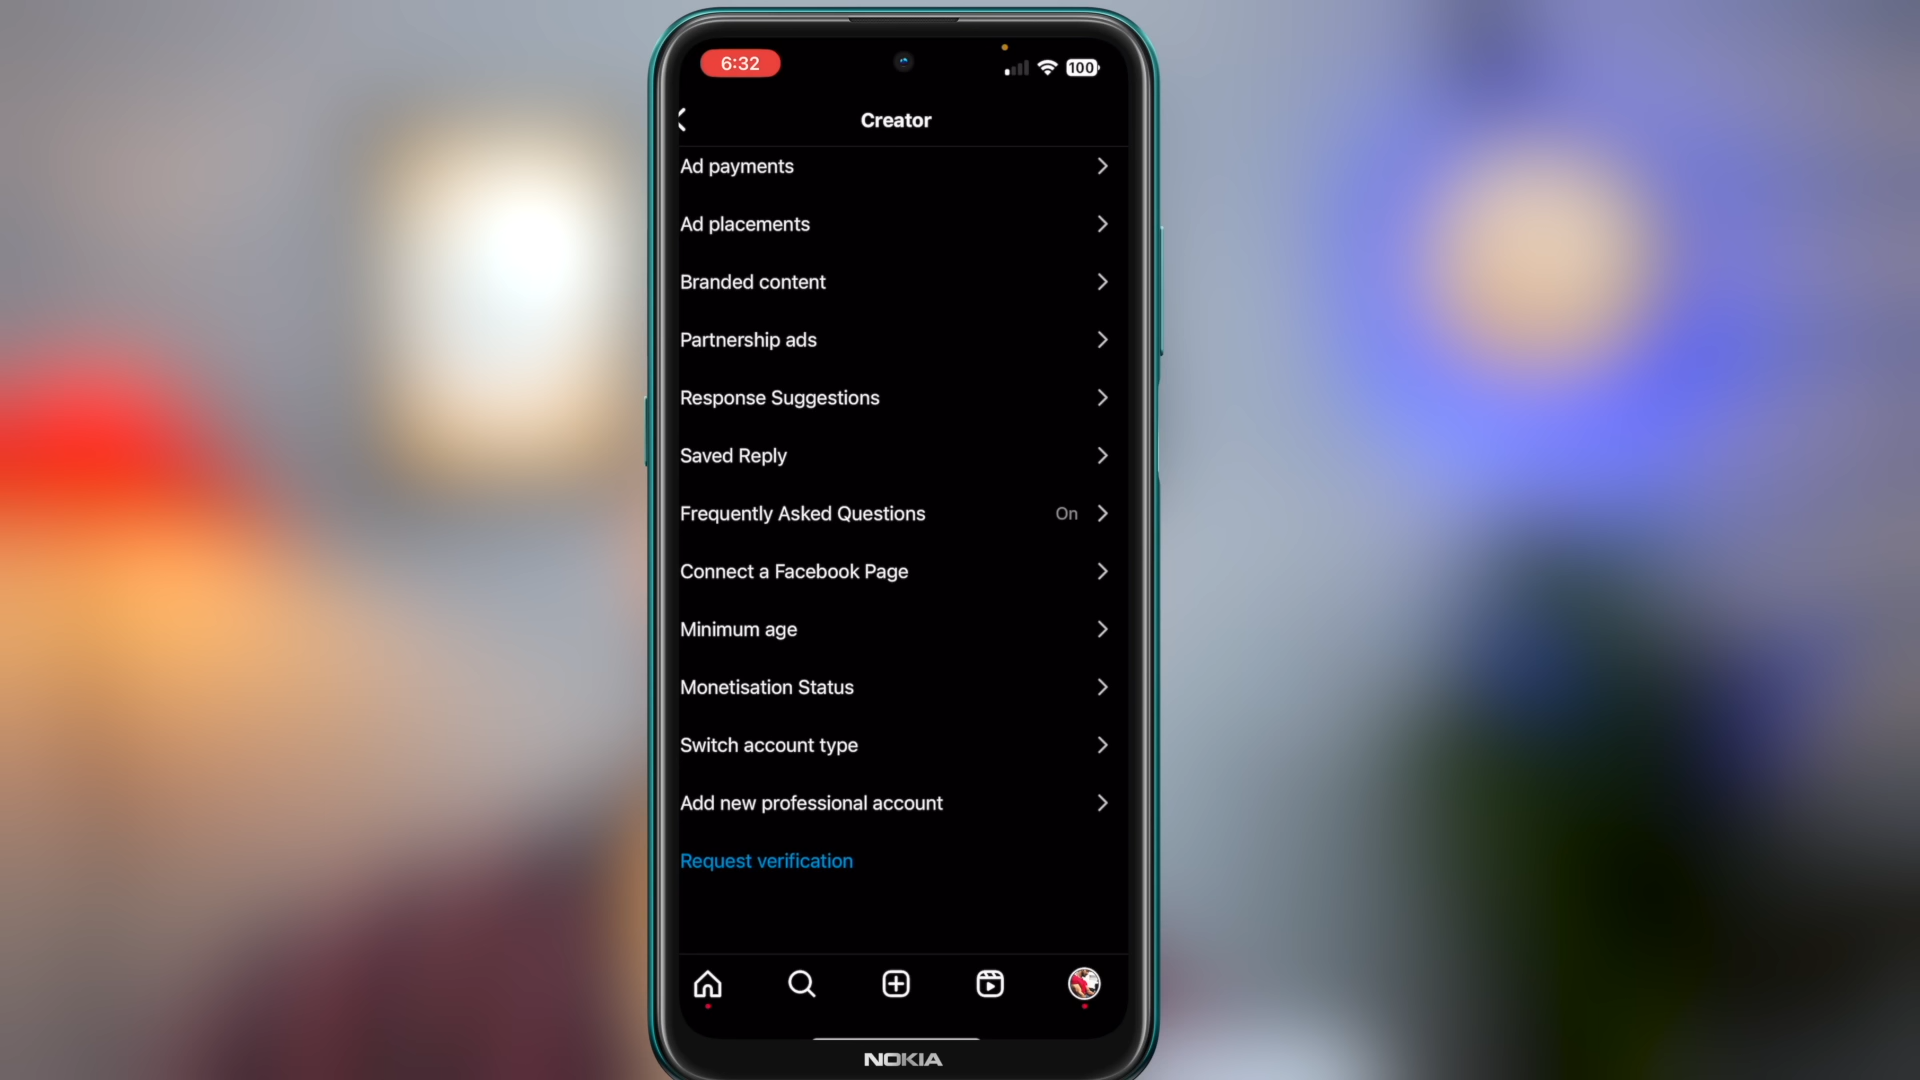 6:32
100
Creator
Ad payments
Ad placements
Branded content
Partnership ads
Response Suggestions
Saved Reply
Frequently Asked Questions On
Connect a Facebook Page
Minimum age
Monetisation Status
Switch account type
Add new professional account
Request verification
NOKIA